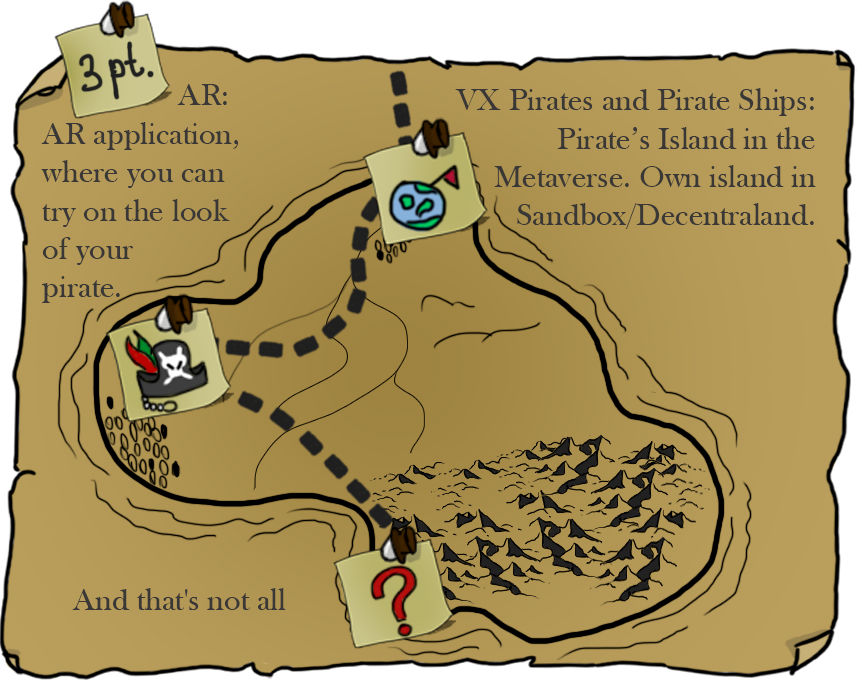 3 pt.
AR:
AR application,
where you can
try on the look
of your
pirate.
VX Pirates and Pirate Ships:
Pirate’s Island in the
Metaverse. Own island in
Sandbox/Decentraland.
?
And that's not all